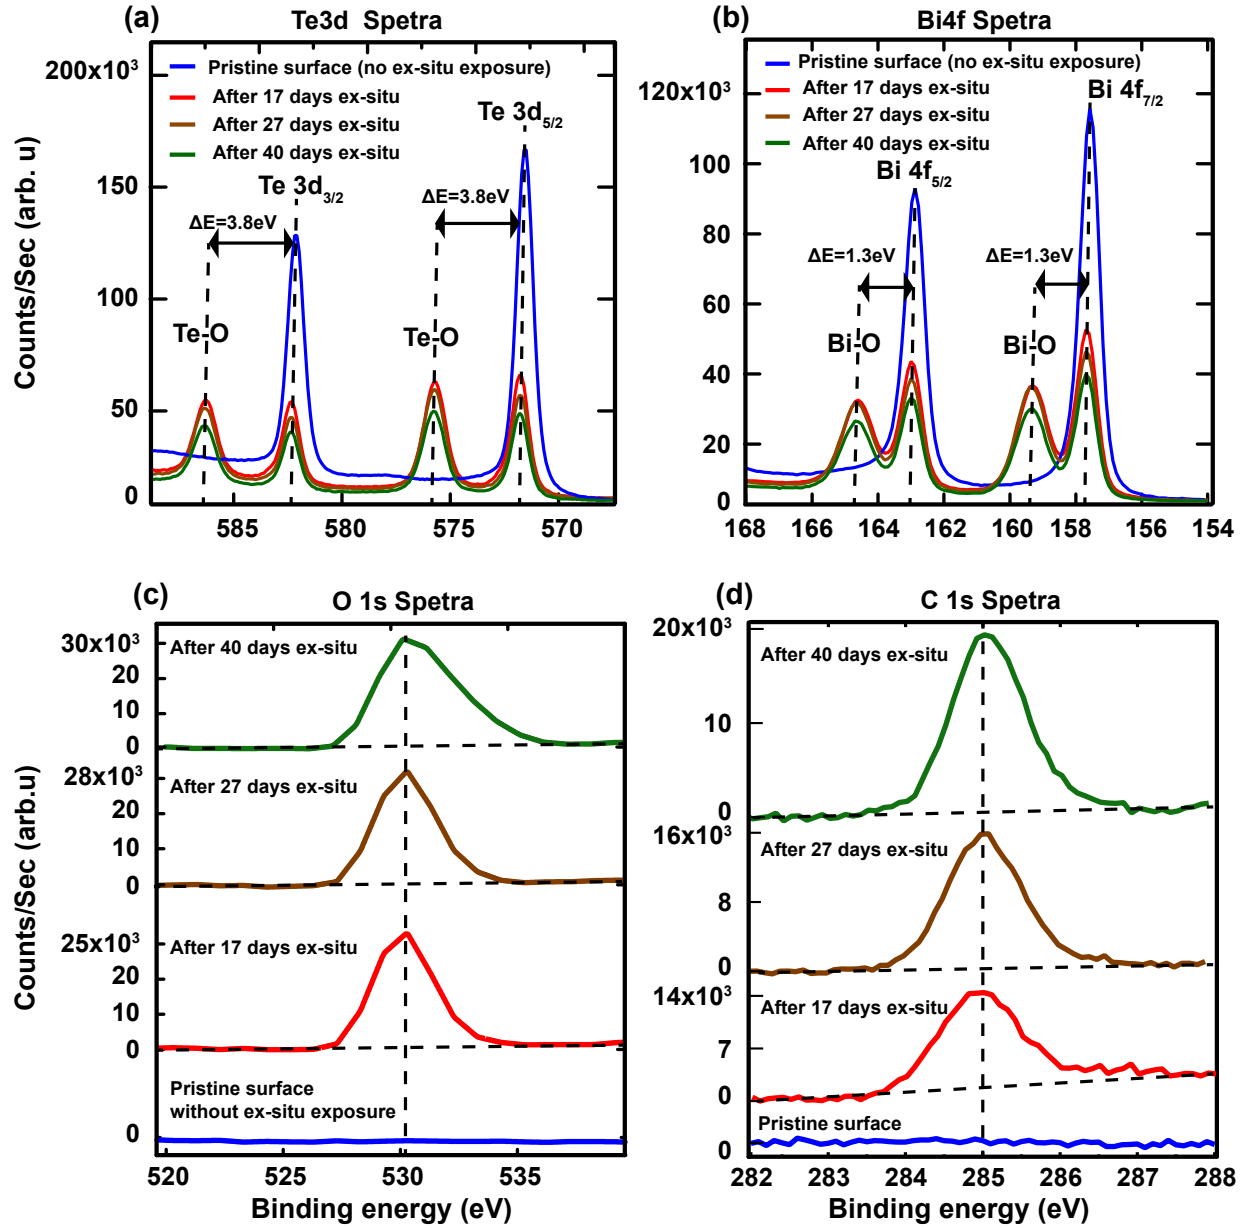 (a)
Te3d Spetra
Counts/Sec (arb. u)
200x10³
150
100
50
0
Pristine surface (no ex-situ exposure)
After 17 days ex-situ
After 27 days ex-situ
After 40 days ex-situ
Te 3d5/2
Te 3d3/2
ΔE=3.8eV
ΔE=3.8eV
Te-O
Te-O
585
580
575
570
(b)
Bi4f Spetra
120x10³
100
80
60
40
20
0
Pristine surface (no ex-situ exposure)
After 17 days ex-situ
After 27 days ex-situ
After 40 days ex-situ
Bi 4f7/2
Bi 4f5/2
ΔE=1.3eV
ΔE=1.3eV
Bi-O
Bi-O
168
166
164
162
160
158
156
154
(c)
O 1s Spetra
Counts/Sec (arb.u)
30x10³
20
10
0
After 40 days ex-situ
28x10³
20
10
0
After 27 days ex-situ
25x10³
20
10
0
After 17 days ex-situ
Pristine surface
without ex-situ exposure
0
520
525
530
535
Binding energy (eV)
(d)
C 1s Spetra
20x10³
10
0
After 40 days ex-situ
16x10³
8
0
After 27 days ex-situ
14x10³
7
0
After 17 days ex-situ
Pristine surface
0
282
283
284
285
286
287
288
Binding energy (eV)